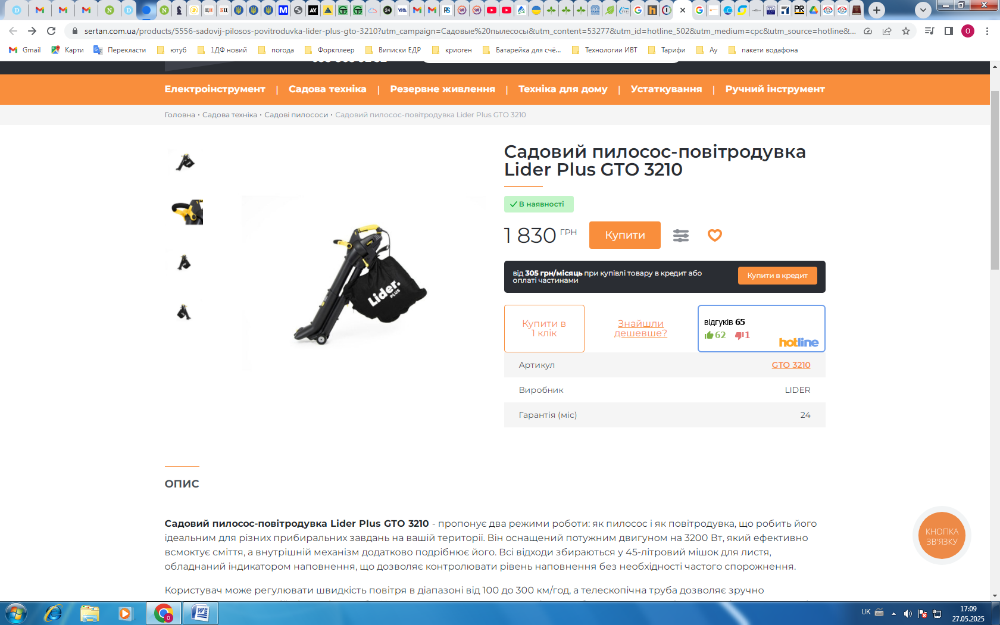 sertan.com.ua/products/5556-sadovij-pilosos-povitroduvka-lider-plus-gto-3210?utm_campaign=Садовые%20пылесосы&utm_content=53277&utm_id=hotline_502&utm_medium=cpc&utm_source=hotline&...
Gmail Карти Перекласти ютуб 1ДФ новий погода Форкплеер Виписки ЕДР криоген Батарейка для счё... Технологии ИВТ Тарифи Ау пакети водафона
Електроінструмент | Садова техніка | Резервне живлення | Техніка для дому | Устаткування | Ручний інструмент
Головна • Садова техніка • Садові пилососи • Садовий пилосос-повітродувка Lider Plus GTO 3210
Садовий пилосос-повітродувка
Lider Plus GTO 3210
В наявності
1 830 ГРН
Купити
від 305 грн/місяць при купівлі товару в кредит або
оплаті частинами
Купити в кредит
Купити в
1 клік
Знайшли
дешевше?
відгуків 65
62 1
hotline
Lider.
PLUS
Артикул GTO 3210
Виробник LIDER
Гарантія (міс) 24
ОПИС
Садовий пилосос-повітродувка Lider Plus GTO 3210 - пропонує два режими роботи: як пилосос і як повітродувка, що робить його
ідеальним для різних прибиральних завдань на вашій території. Він оснащений потужним двигуном на 3200 Вт, який ефективно
всмоктує сміття, а внутрішній механізм додатково подрібнює його. Всі відходи збираються у 45-літровий мішок для листя,
обладнаний індикатором наповнення, що дозволяє контролювати рівень наповнення без необхідності частого спорожнення.
Користувач може регулювати швидкість повітря в діапазоні від 100 до 300 км/год, а телескопічна труба дозволяє зручно
КНОПКА
ЗВ'ЯЗКУ
UK
17:09
27.05.2025